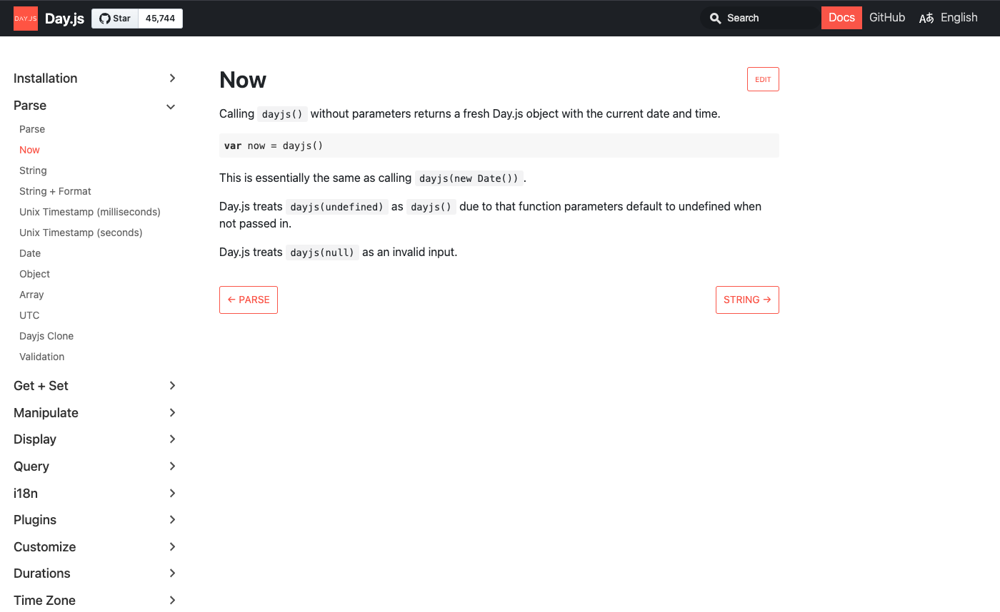 DAY.JS Day.js Star 45,744 Search Docs GitHub Aあ English
Installation
Parse
Parse
Now
String
String + Format
Unix Timestamp (milliseconds)
Unix Timestamp (seconds)
Date
Object
Array
UTC
Dayjs Clone
Validation
Get + Set
Manipulate
Display
Query
i18n
Plugins
Customize
Durations
Time Zone
Now
EDIT
Calling dayjs() without parameters returns a fresh Day.js object with the current date and time.
var now = dayjs()
This is essentially the same as calling dayjs(new Date()).
Day.js treats dayjs(undefined) as dayjs() due to that function parameters default to undefined when
not passed in.
Day.js treats dayjs(null) as an invalid input.
← PARSE
STRING →